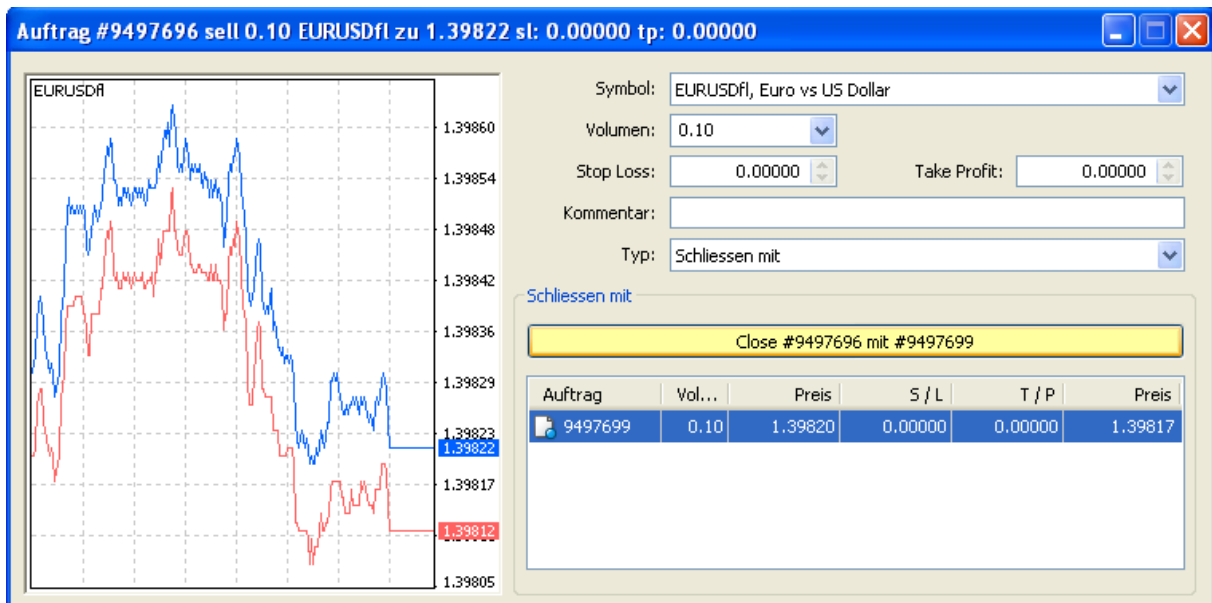 Auftrag #9497696 sell 0.10 EURUSDfl zu 1.39822 sl: 0.00000 tp: 0.00000
EURUSDfl
1.39860
1.39854
1.39848
1.39842
1.39836
1.39829
1.39823
1.39822
1.39817
1.39812
1.39805
Symbol: EURUSDfl, Euro vs US Dollar
Volumen: 0.10
Stop Loss: 0.00000 Take Profit: 0.00000
Kommentar:
Typ: Schliessen mit
Schliessen mit
Close #9497696 mit #9497699
Auftrag Vol... Preis S / L T / P Preis
9497699 0.10 1.39820 0.00000 0.00000 1.39817